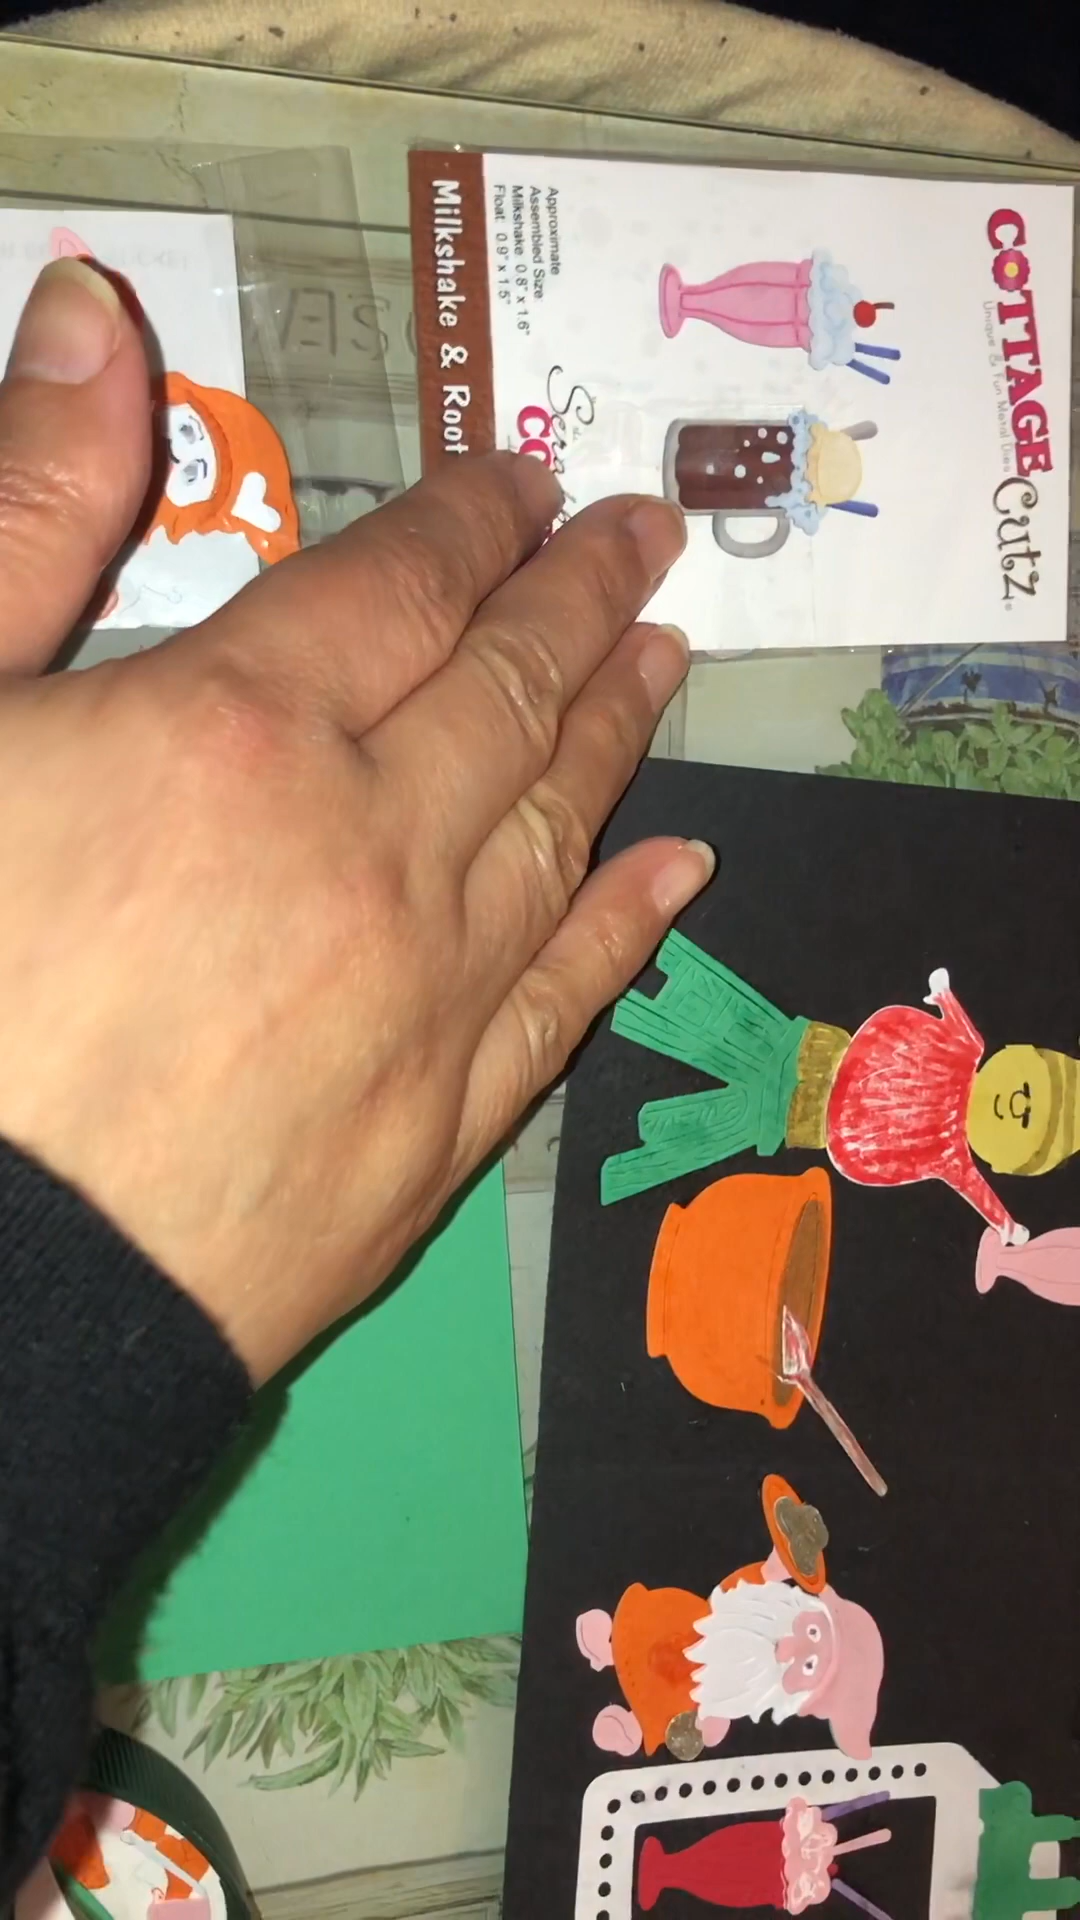 COTTAGE Cutz®
Unique & Fun Metal Dies
Approximate
Assembled Size:
Milkshake 0.8" x 1.6"
Float: 0.9" x 1.5"
Milkshake & Root